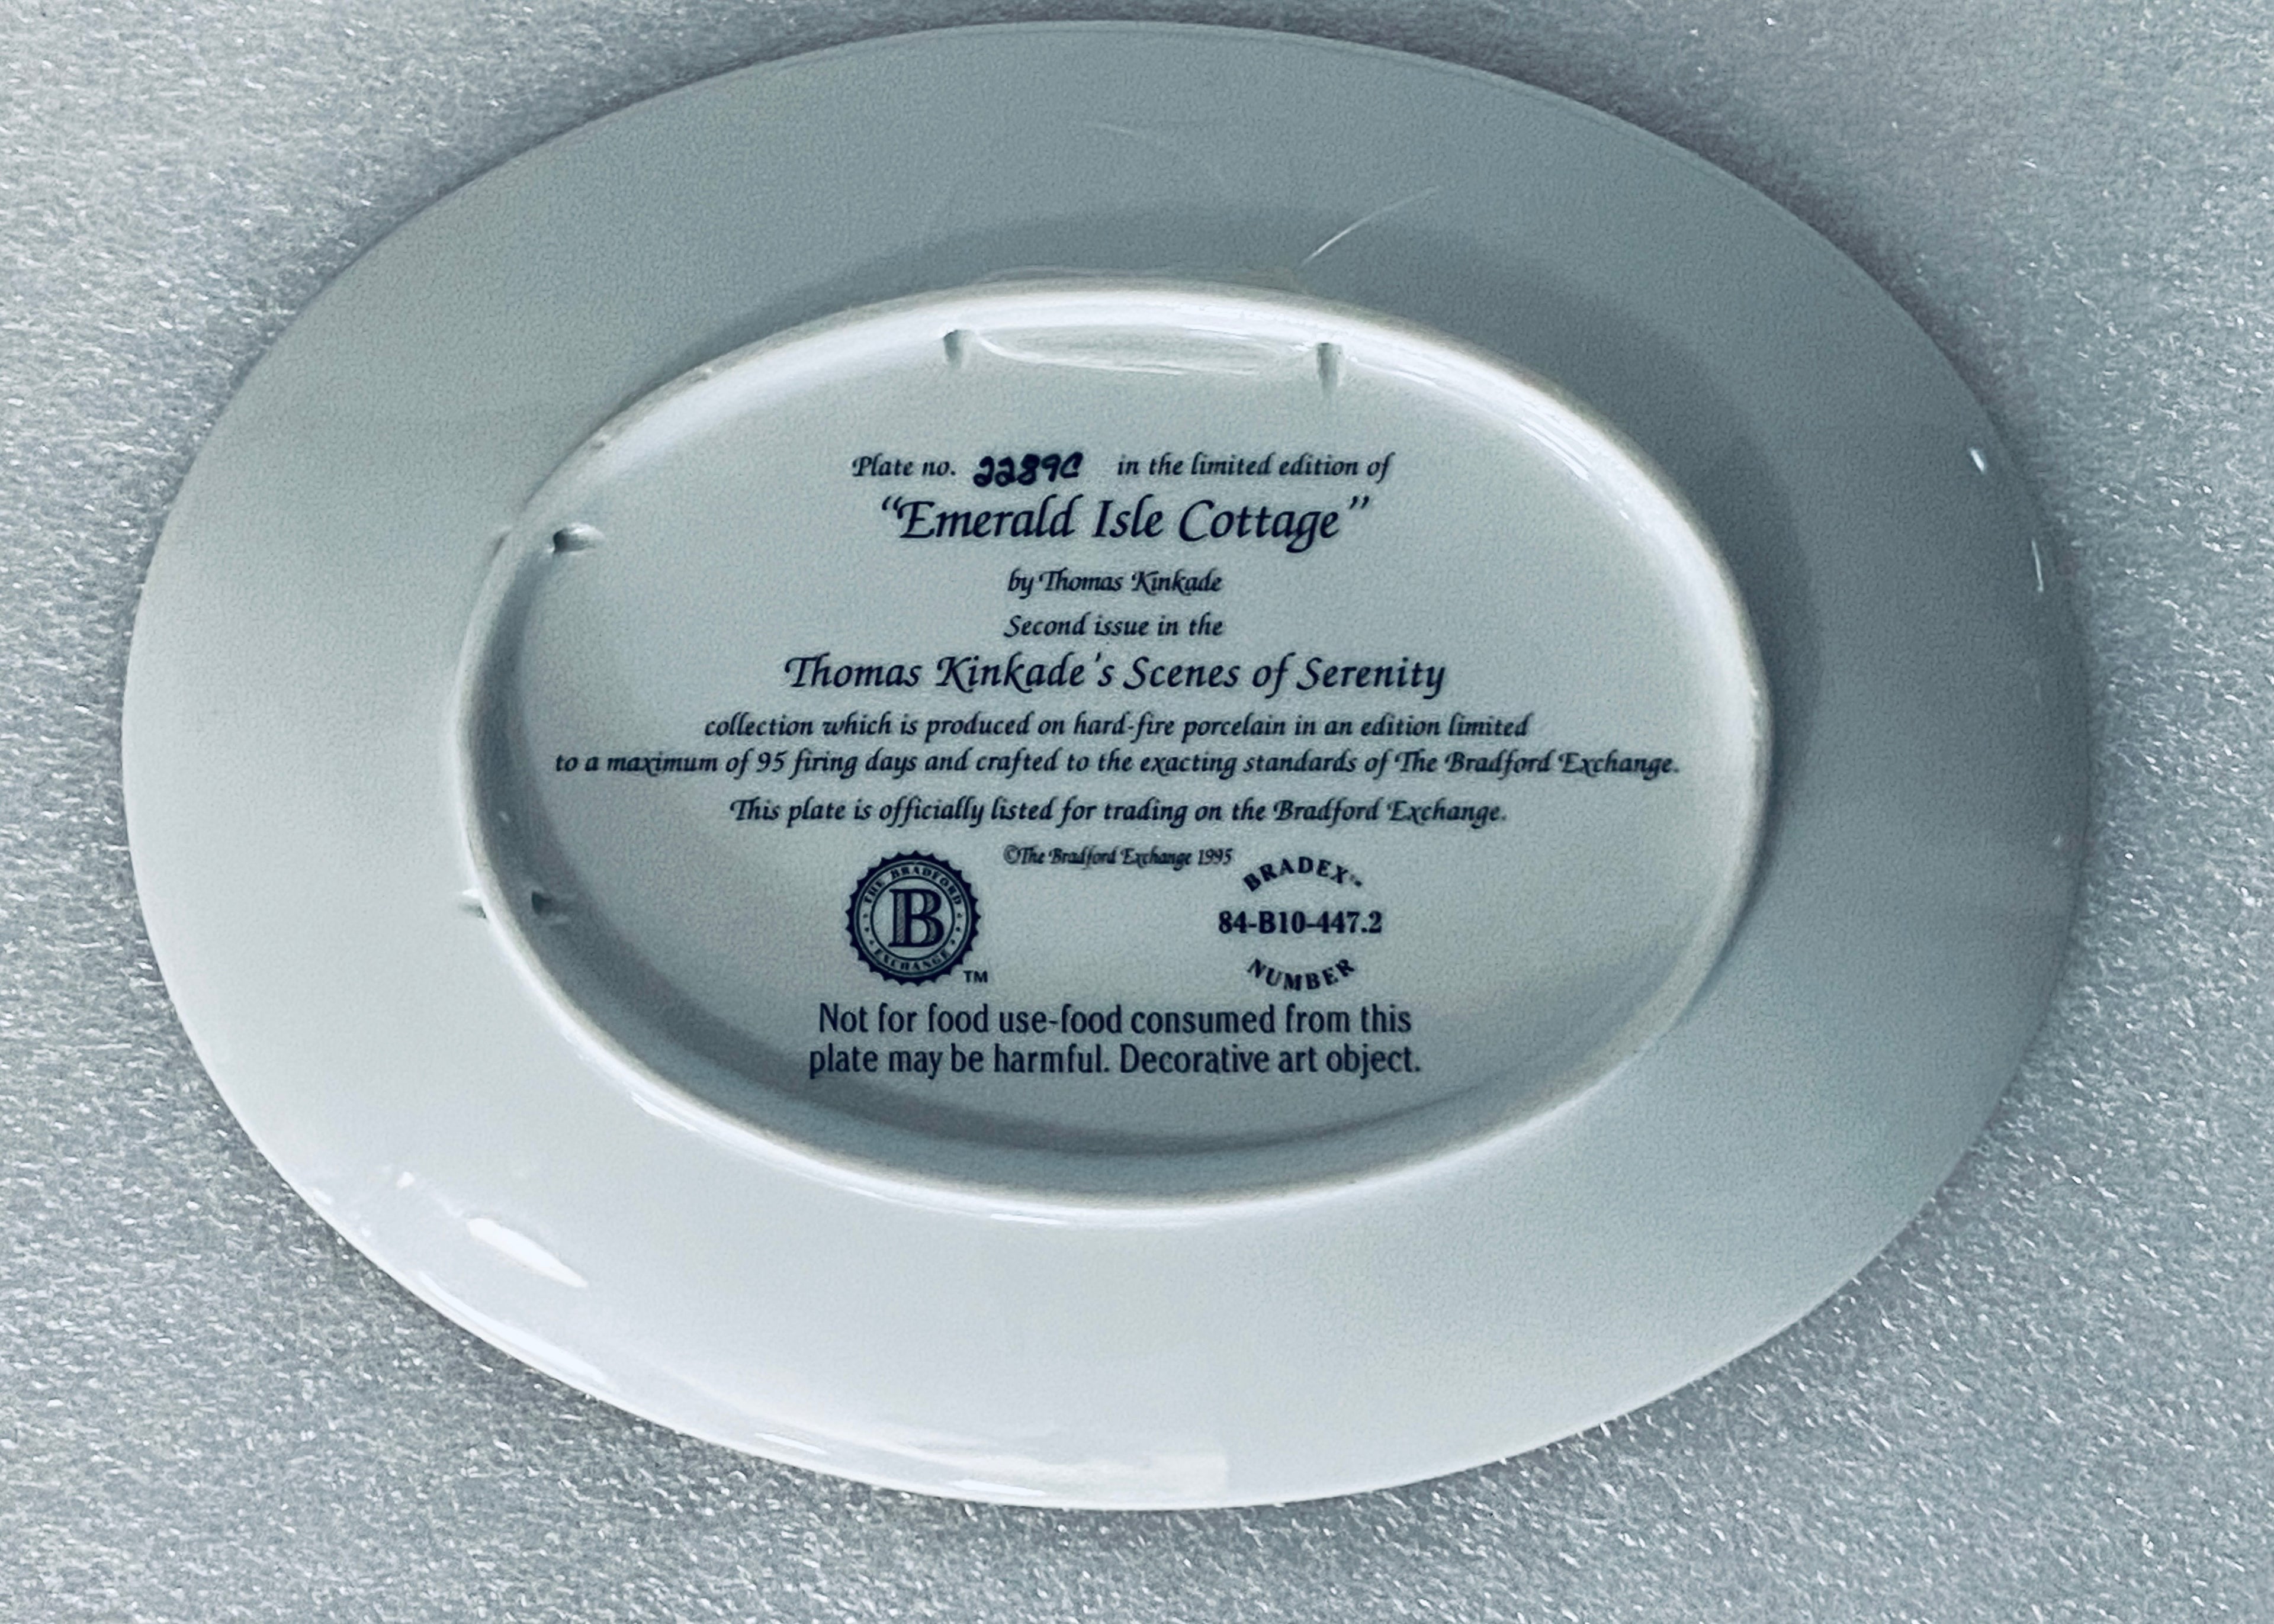 Plate no. 2289C in the limited edition of
“Emerald Isle Cottage”
by Thomas Kinkade
Second issue in the
Thomas Kinkade's Scenes of Serenity
collection which is produced on hard-fire porcelain in an edition limited
to a maximum of 95 firing days and crafted to the exacting standards of The Bradford Exchange.
This plate is officially listed for trading on the Bradford Exchange.
©The Bradford Exchange 1995
THE BRADFORD
B
EXCHANGE
TM
BRADEX™
84-B10-447.2
NUMBER
Not for food use-food consumed from this
plate may be harmful. Decorative art object.